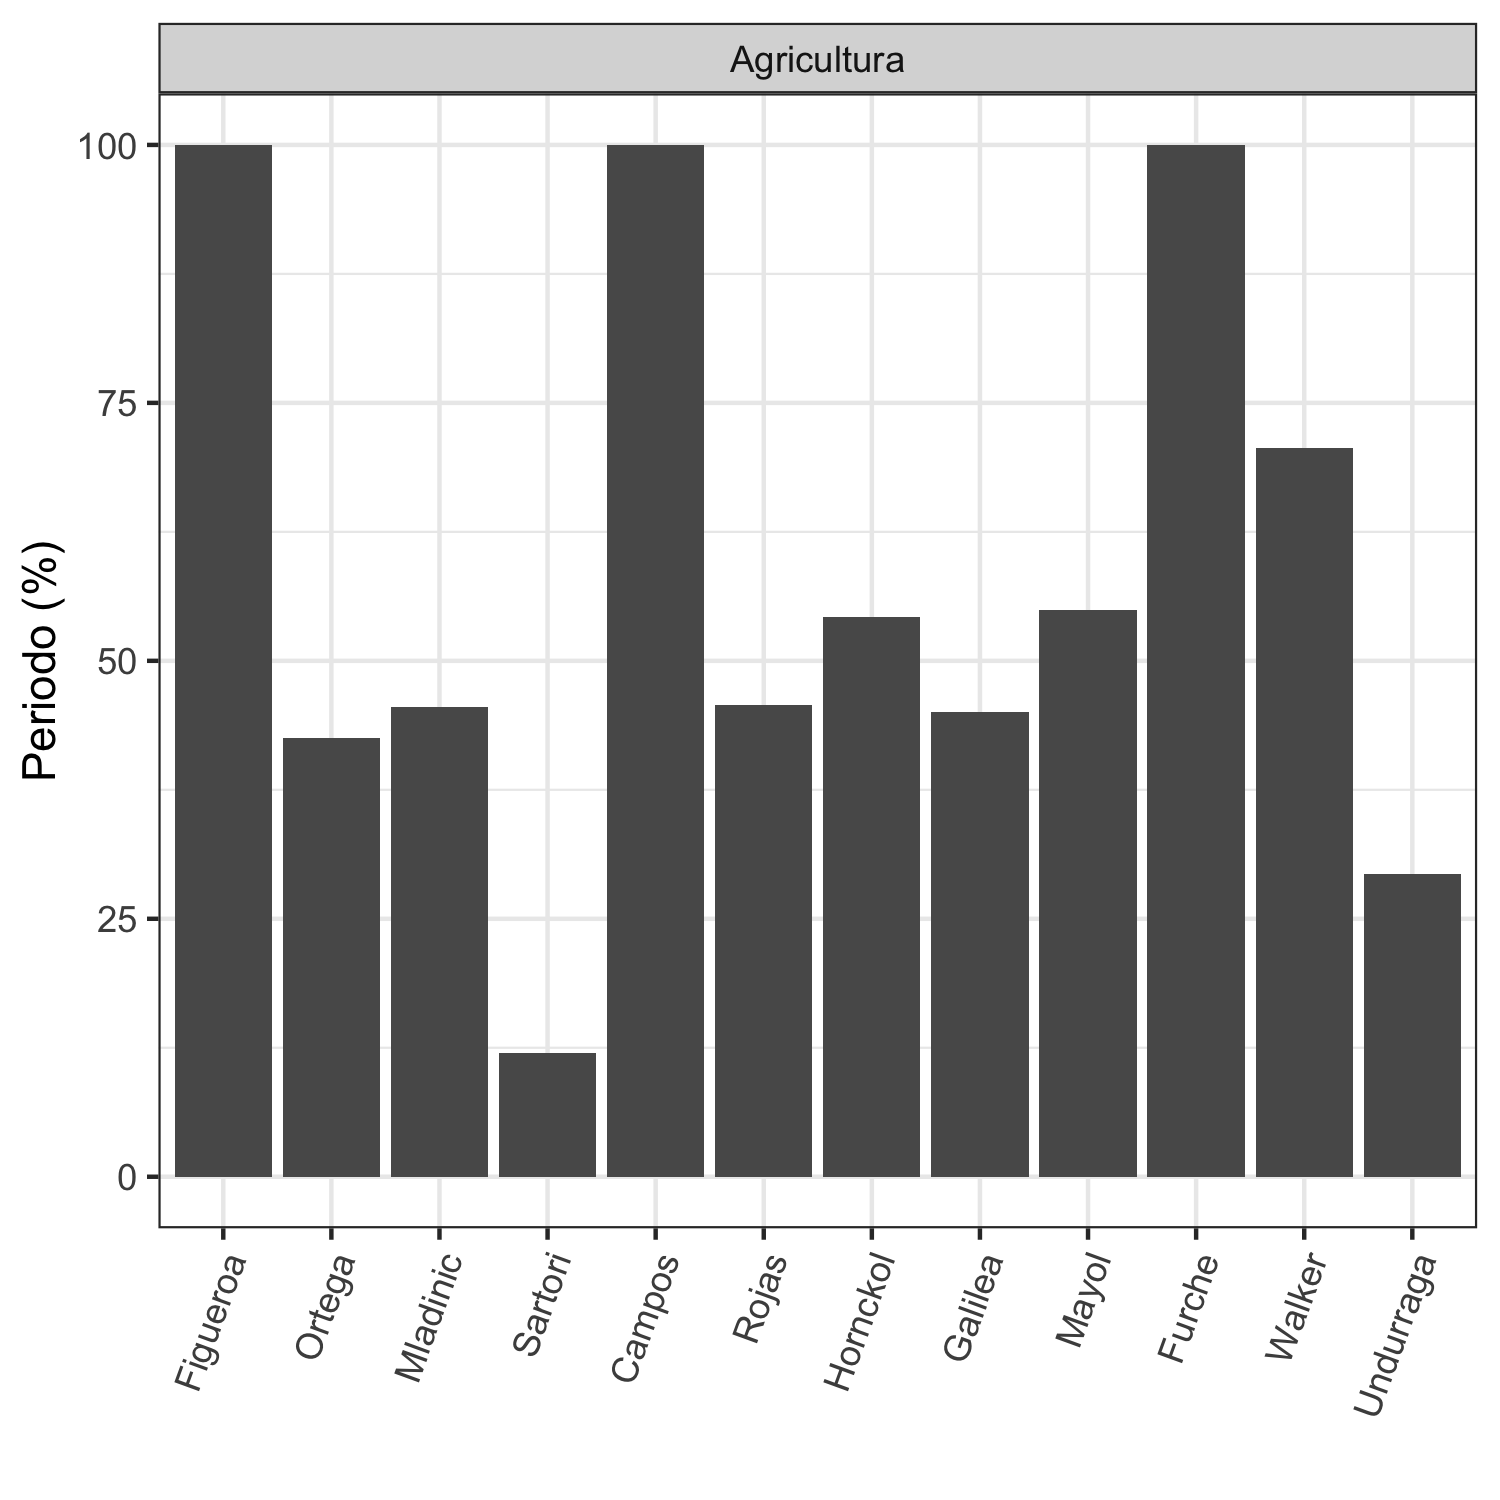 Agricultura
100
75
50
25
0
Periodo (%)
Figueroa
Ortega
Mladinic
Sartori
Campos
Rojas
Hornckol
Galilea
Mayol
Furche
Walker
Undurraga